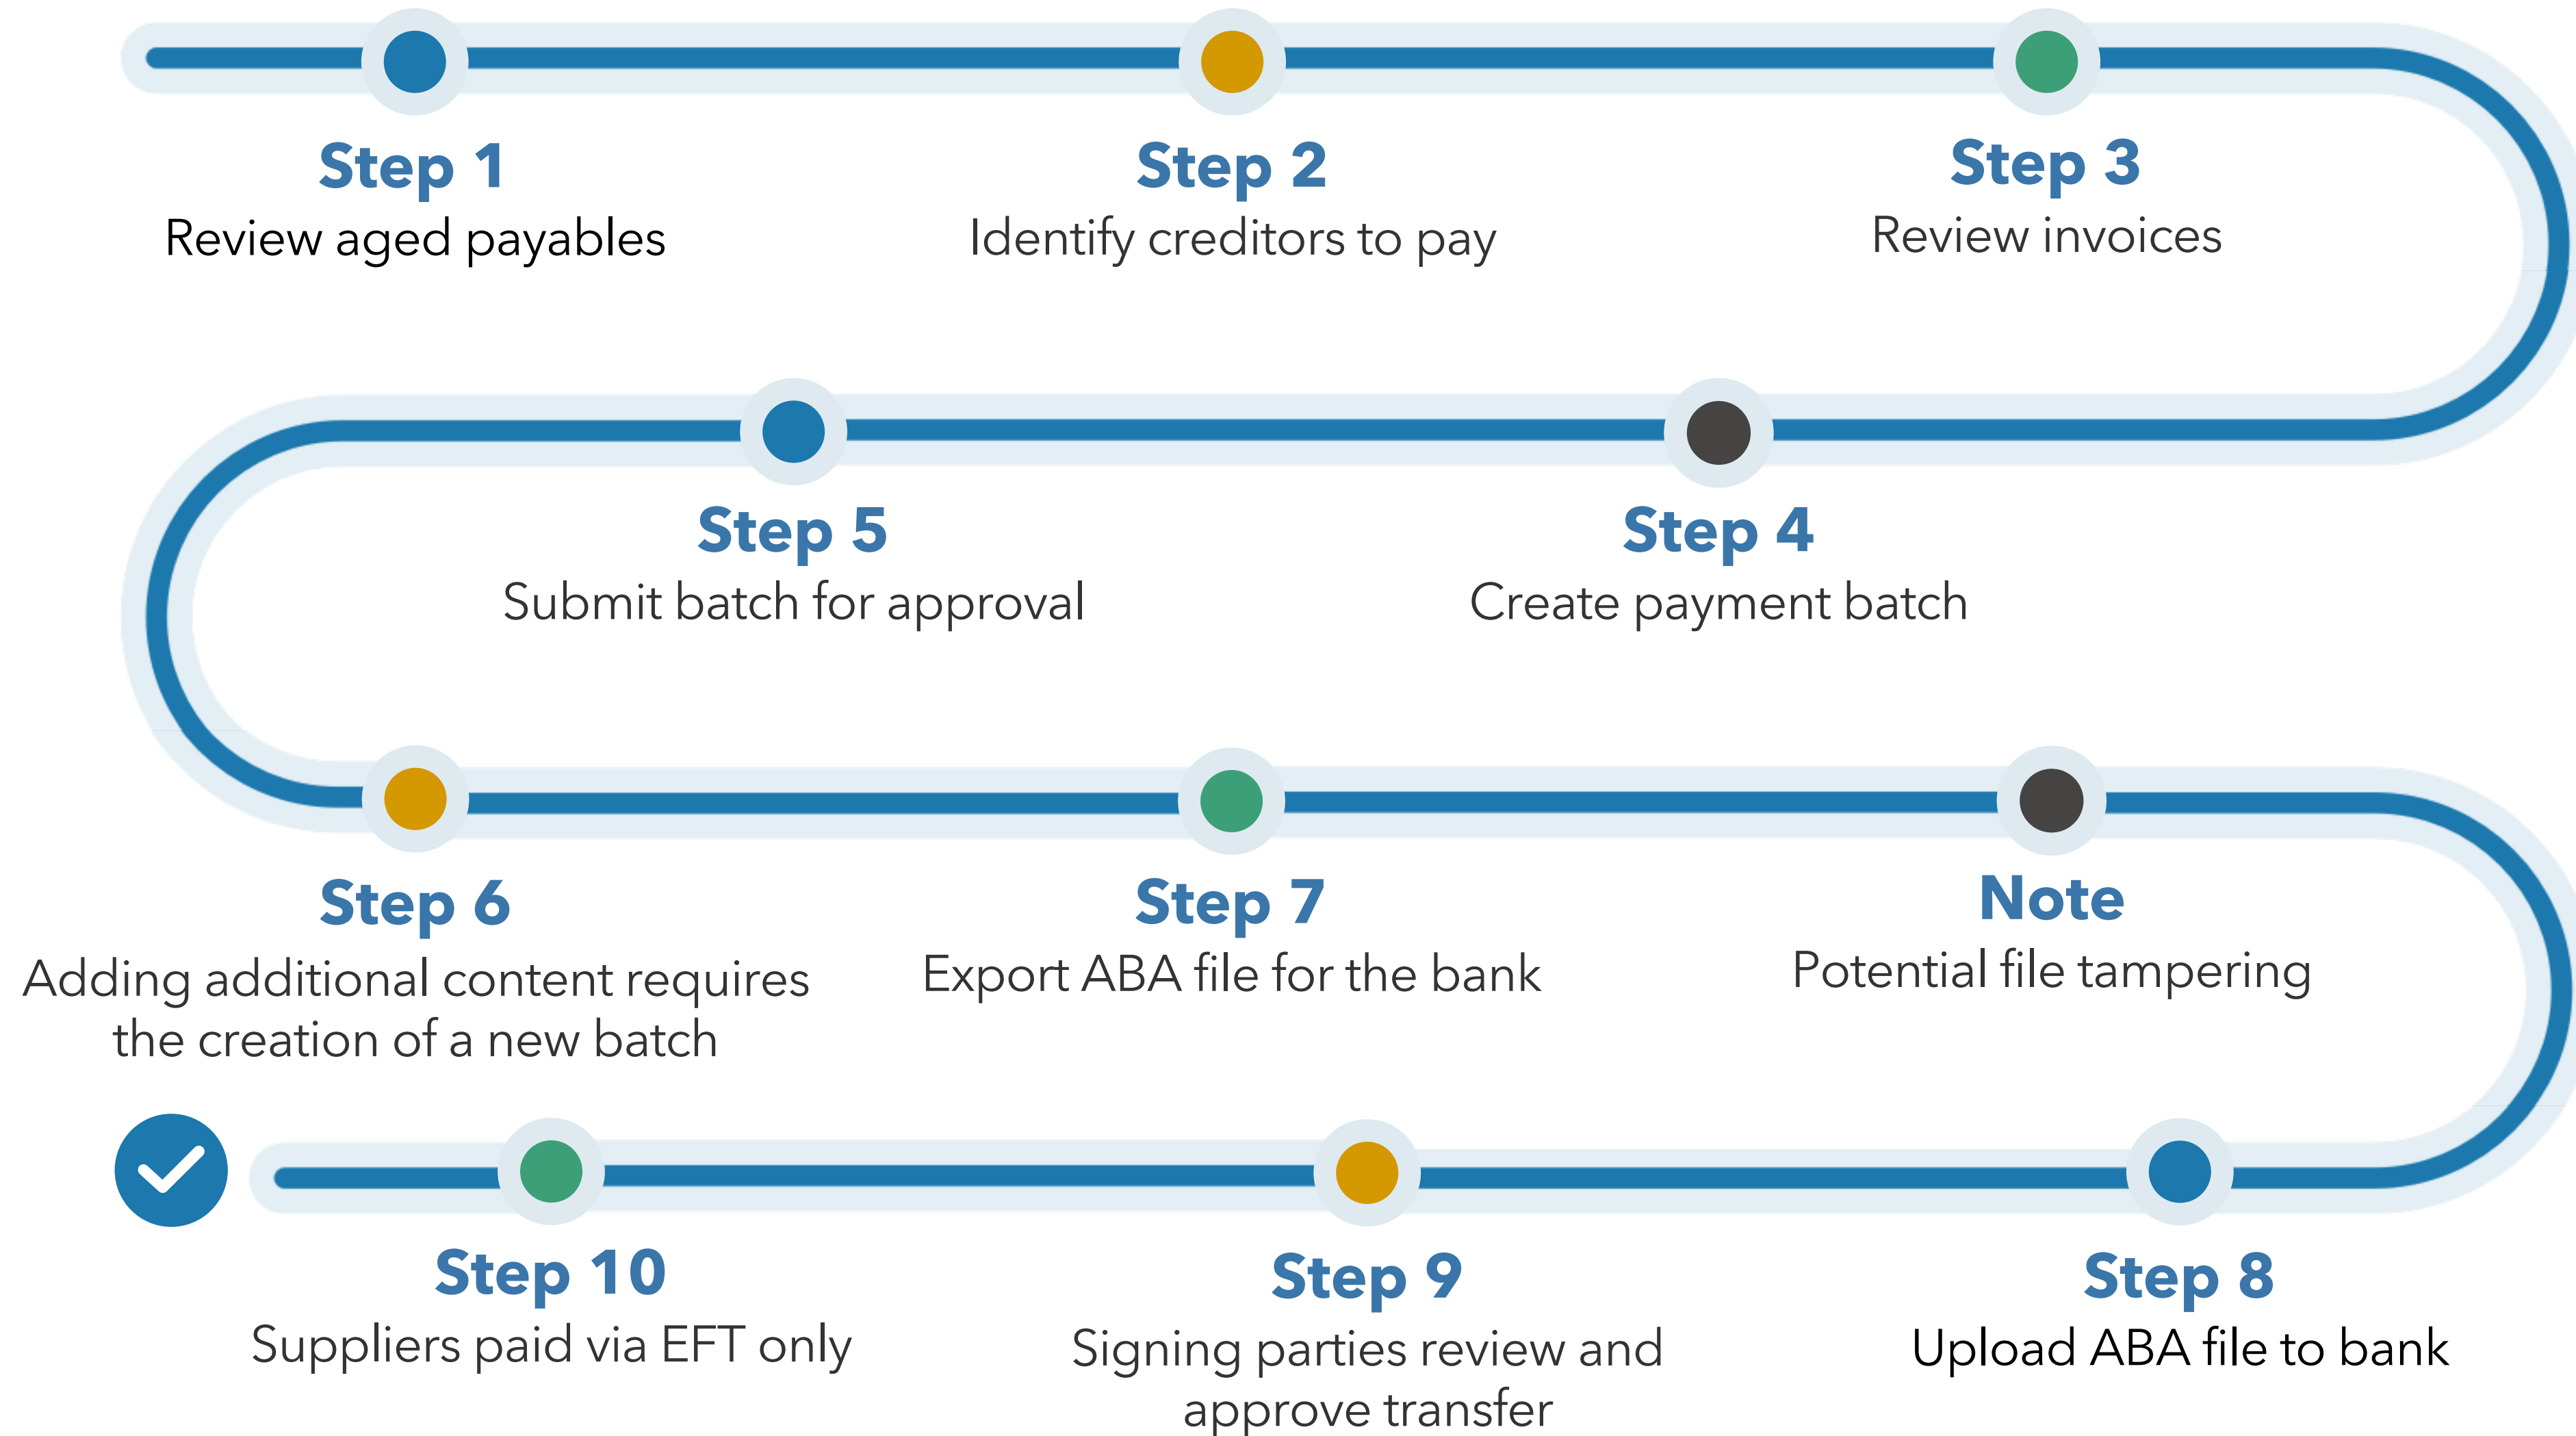 Step 1
Review aged payables
Step 2
Identify creditors to pay
Step 3
Review invoices
Step 4
Create payment batch
Step 5
Submit batch for approval
Step 6
Adding additional content requires
the creation of a new batch
Step 7
Export ABA file for the bank
Note
Potential file tampering
Step 8
Upload ABA file to bank
Step 9
Signing parties review and
approve transfer
Step 10
Suppliers paid via EFT only